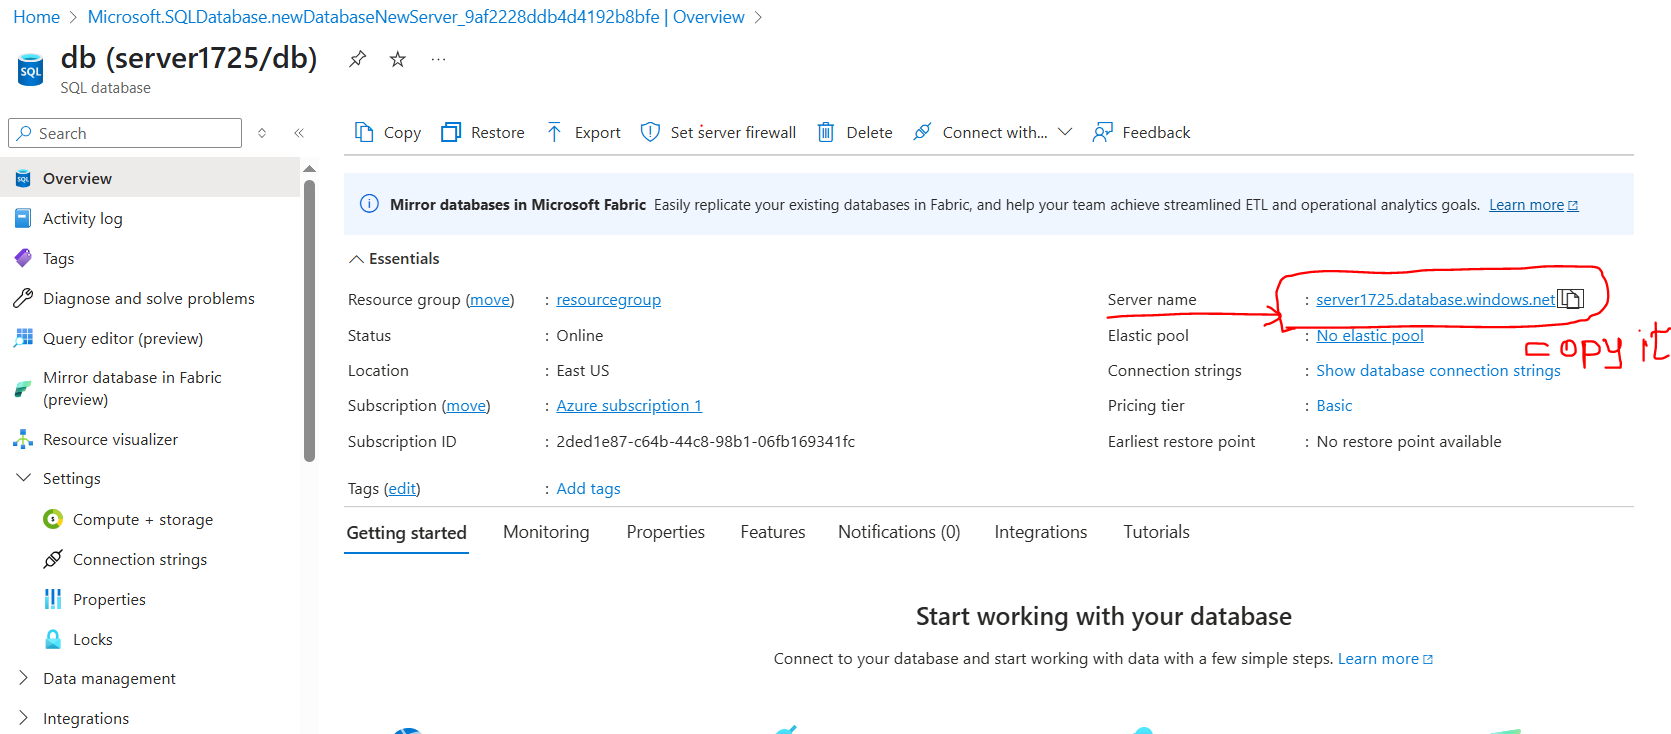 Home > Microsoft.SQLDatabase.newDatabaseNewServer_9af2228ddb4d4192b8bfe | Overview >
SQL
db (server1725/db)
SQL database
Search
Copy Restore Export Set server firewall Delete Connect with... Feedback
Overview
Activity log
Tags
Diagnose and solve problems
Query editor (preview)
Mirror database in Fabric
(preview)
Resource visualizer
Settings
Compute + storage
Connection strings
Properties
Locks
Data management
Integrations
Mirror databases in Microsoft Fabric Easily replicate your existing databases in Fabric, and help your team achieve streamlined ETL and operational analytics goals. Learn more
Essentials
Resource group (move) : resourcegroup
Status : Online
Location : East US
Subscription (move) : Azure subscription 1
Subscription ID : 2ded1e87-c64b-44c8-98b1-06fb169341fc
Tags (edit) : Add tags
Server name : server1725.database.windows.net
Elastic pool : No elastic pool
copy it
Connection strings : Show database connection strings
Pricing tier : Basic
Earliest restore point : No restore point available
Getting started Monitoring Properties Features Notifications (0) Integrations Tutorials
Start working with your database
Connect to your database and start working with data with a few simple steps. Learn more